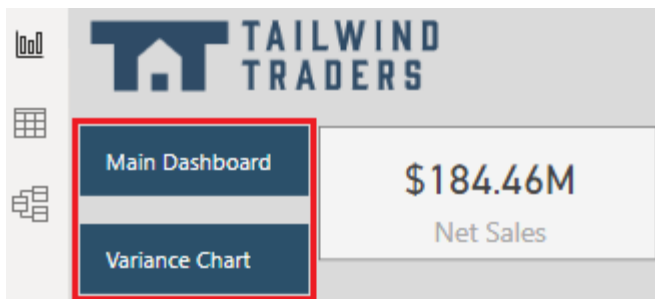 TAILWIND
TRADERS
Main Dashboard
$184.46M
Net Sales
Variance Chart